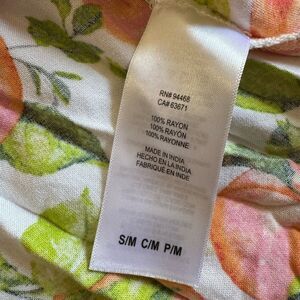 RN# 94468
CA# 63671
100% RAYON
100% RAYÓN
100% RAYONNE
MADE IN INDIA
HECHO EN LA INDIA
FABRIQUÉ EN INDE
S/M C/M P/M